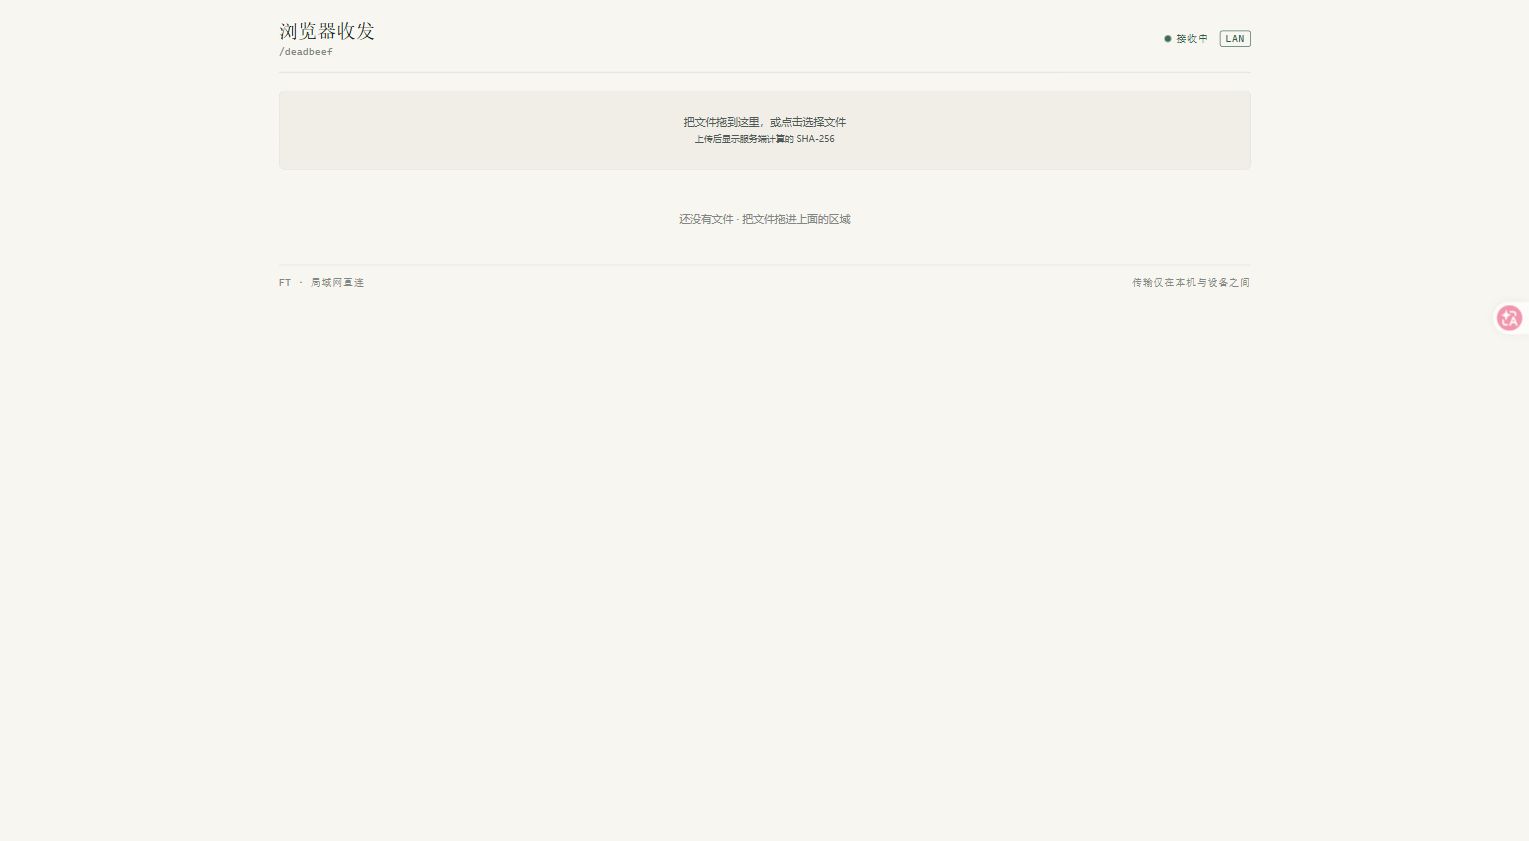 浏览器收发
/deadbeef
接收中 LAN
把文件拖到这里，或点击选择文件
上传后显示服务端计算的 SHA-256
还没有文件 · 把文件拖进上面的区域
FT · 局域网直连
传输仅在本机与设备之间